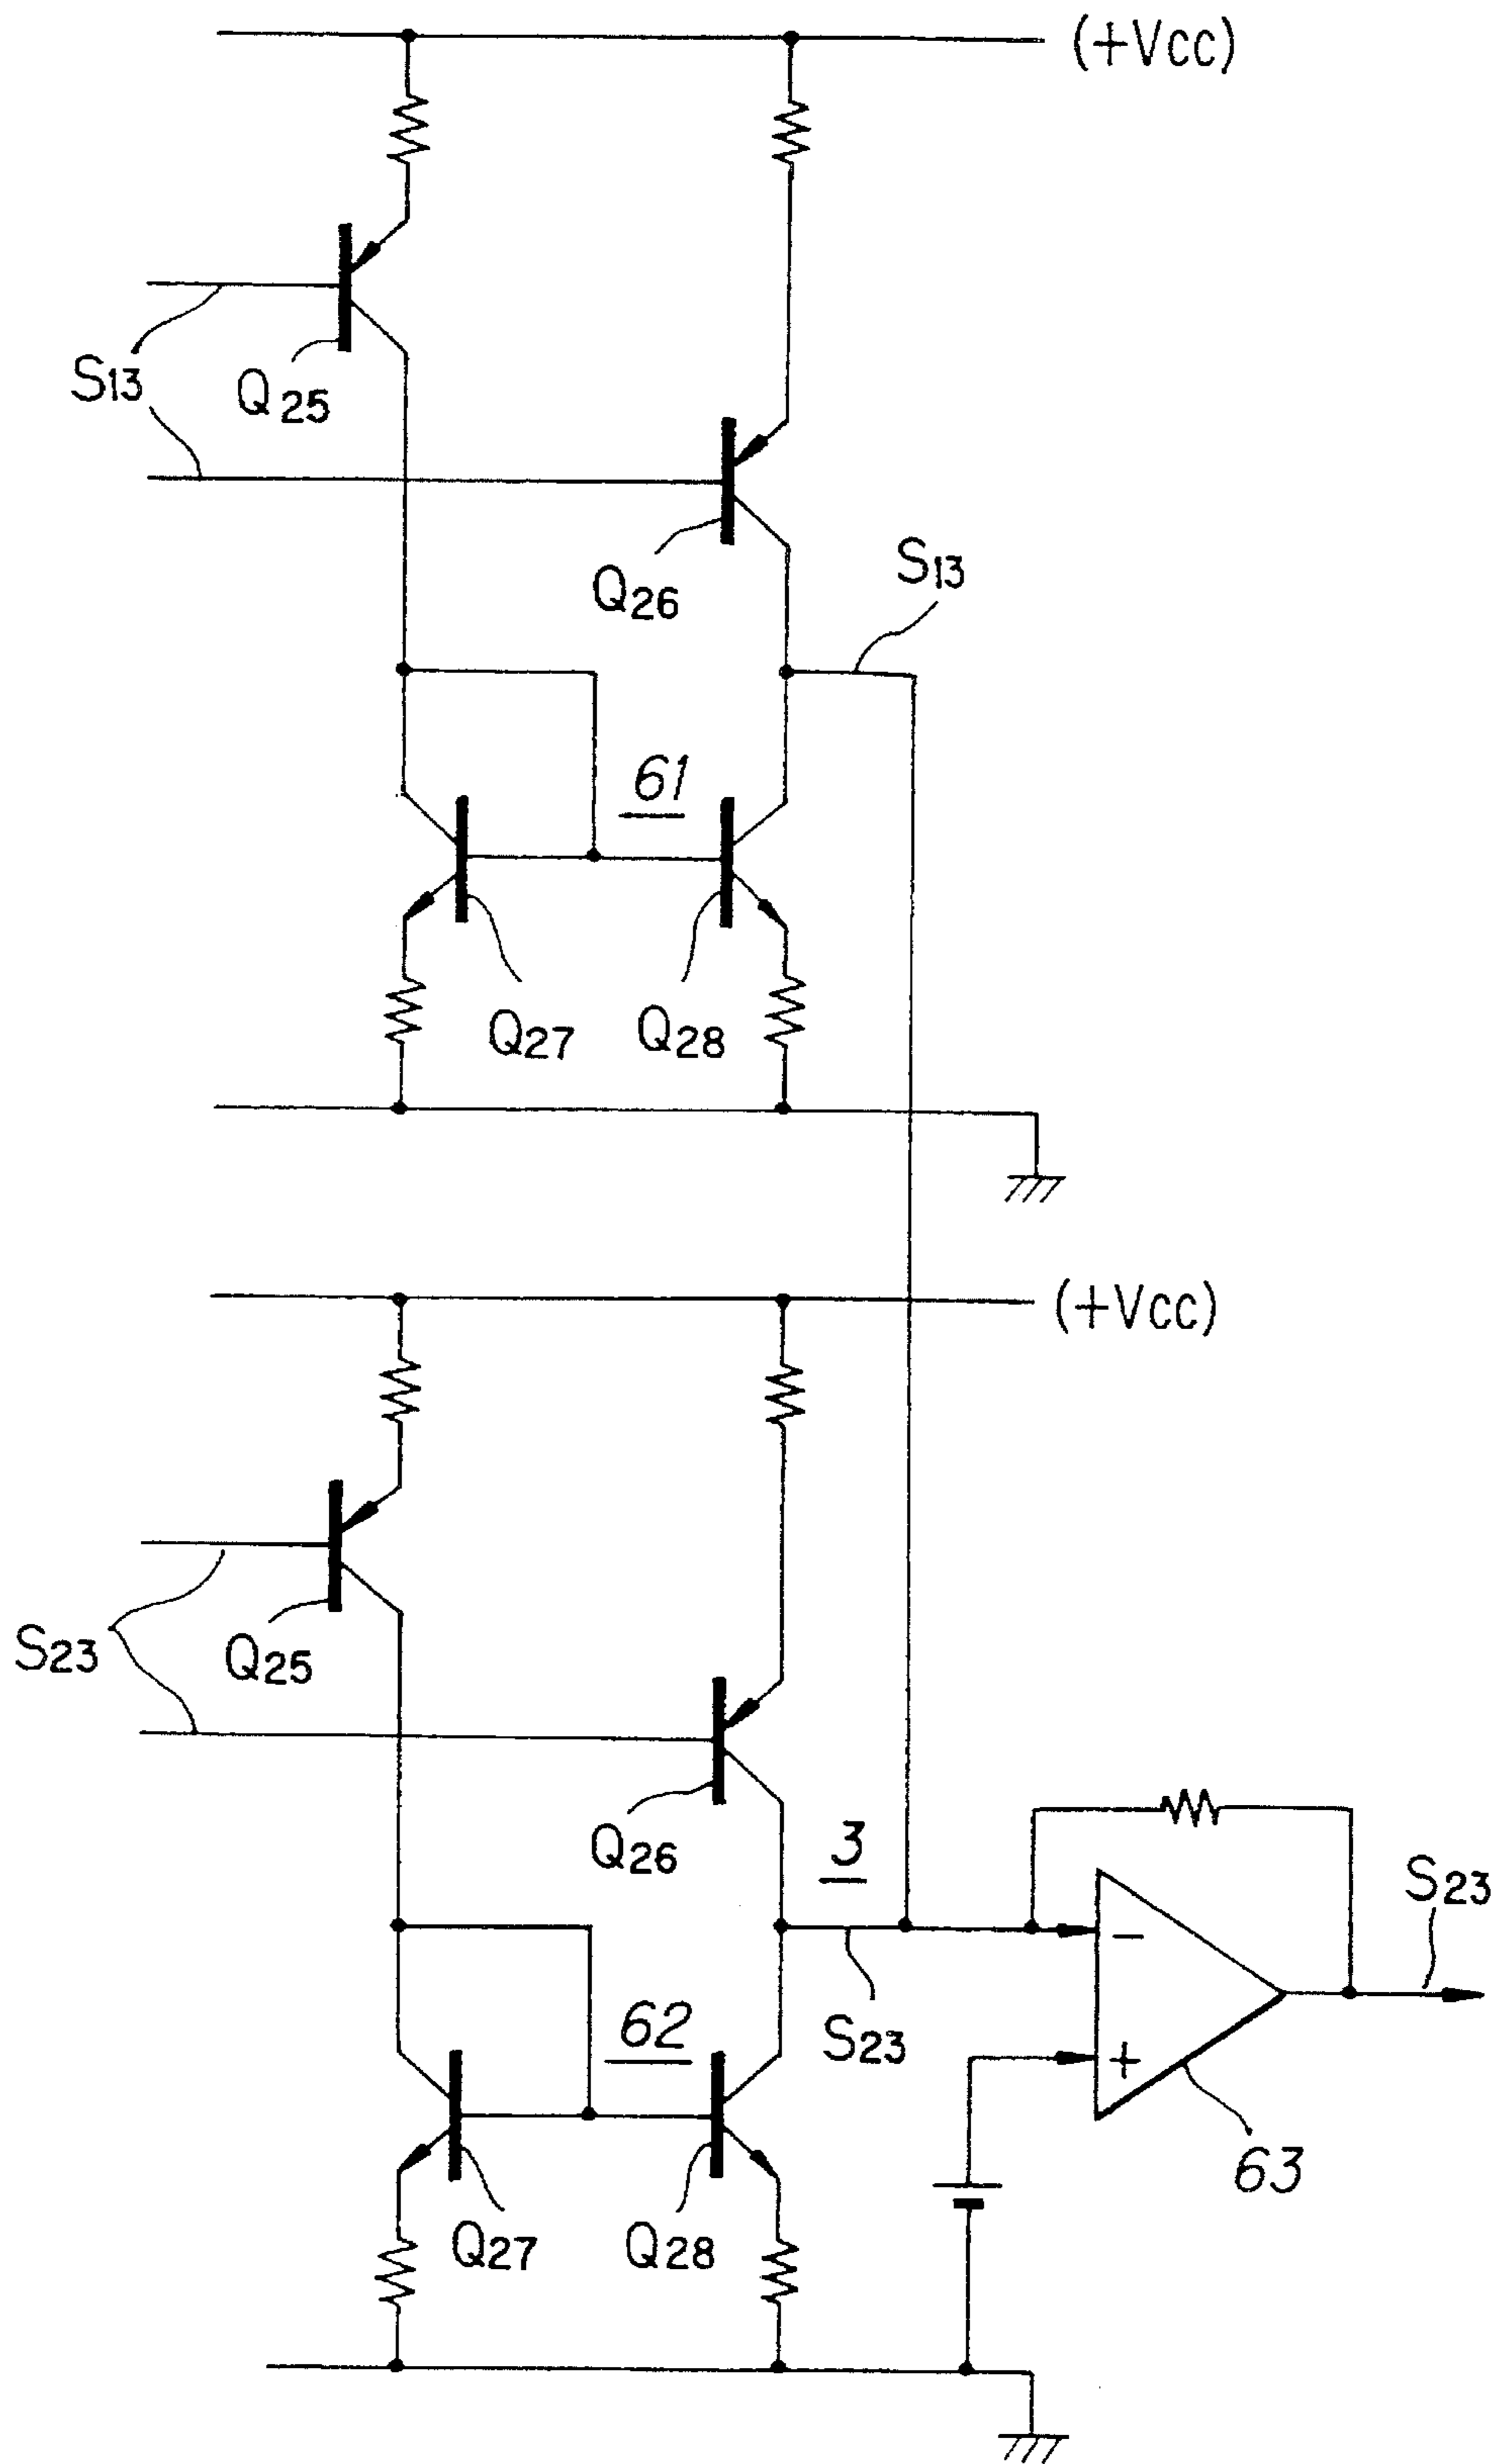 (+Vcc)
S13
Q25
Q26
S13
61
Q27
Q28
(+Vcc)
S23
Q25
Q26
3
S23
62
S23
-
+
63
Q27
Q28